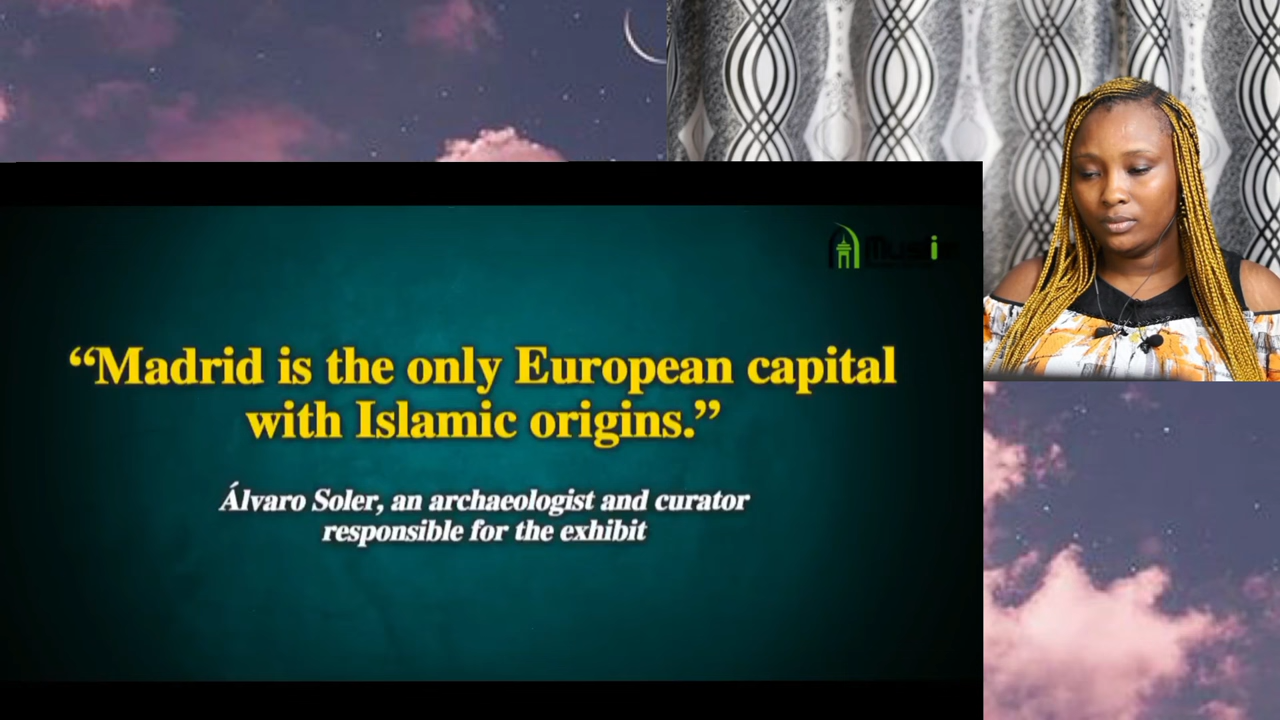 “Madrid is the only European capital
with Islamic origins.”
Álvaro Soler, an archaeologist and curator
responsible for the exhibit